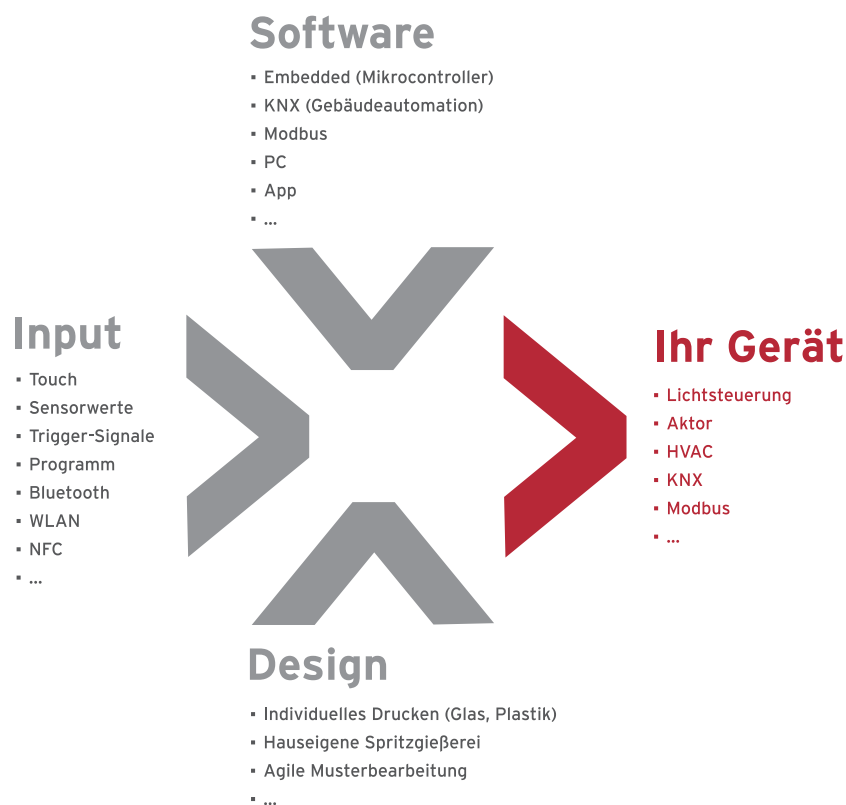 Software
▪ Embedded (Mikrocontroller)
▪ KNX (Gebäudeautomation)
▪ Modbus
▪ PC
▪ App
▪ ...
Input
▪ Touch
▪ Sensorwerte
▪ Trigger-Signale
▪ Programm
▪ Bluetooth
▪ WLAN
▪ NFC
▪ ...
Ihr Gerät
▪ Lichtsteuerung
▪ Aktor
▪ HVAC
▪ KNX
▪ Modbus
▪ ...
Design
▪ Individuelles Drucken (Glas, Plastik)
▪ Hauseigene Spritzgießerei
▪ Agile Musterbearbeitung
▪ ...